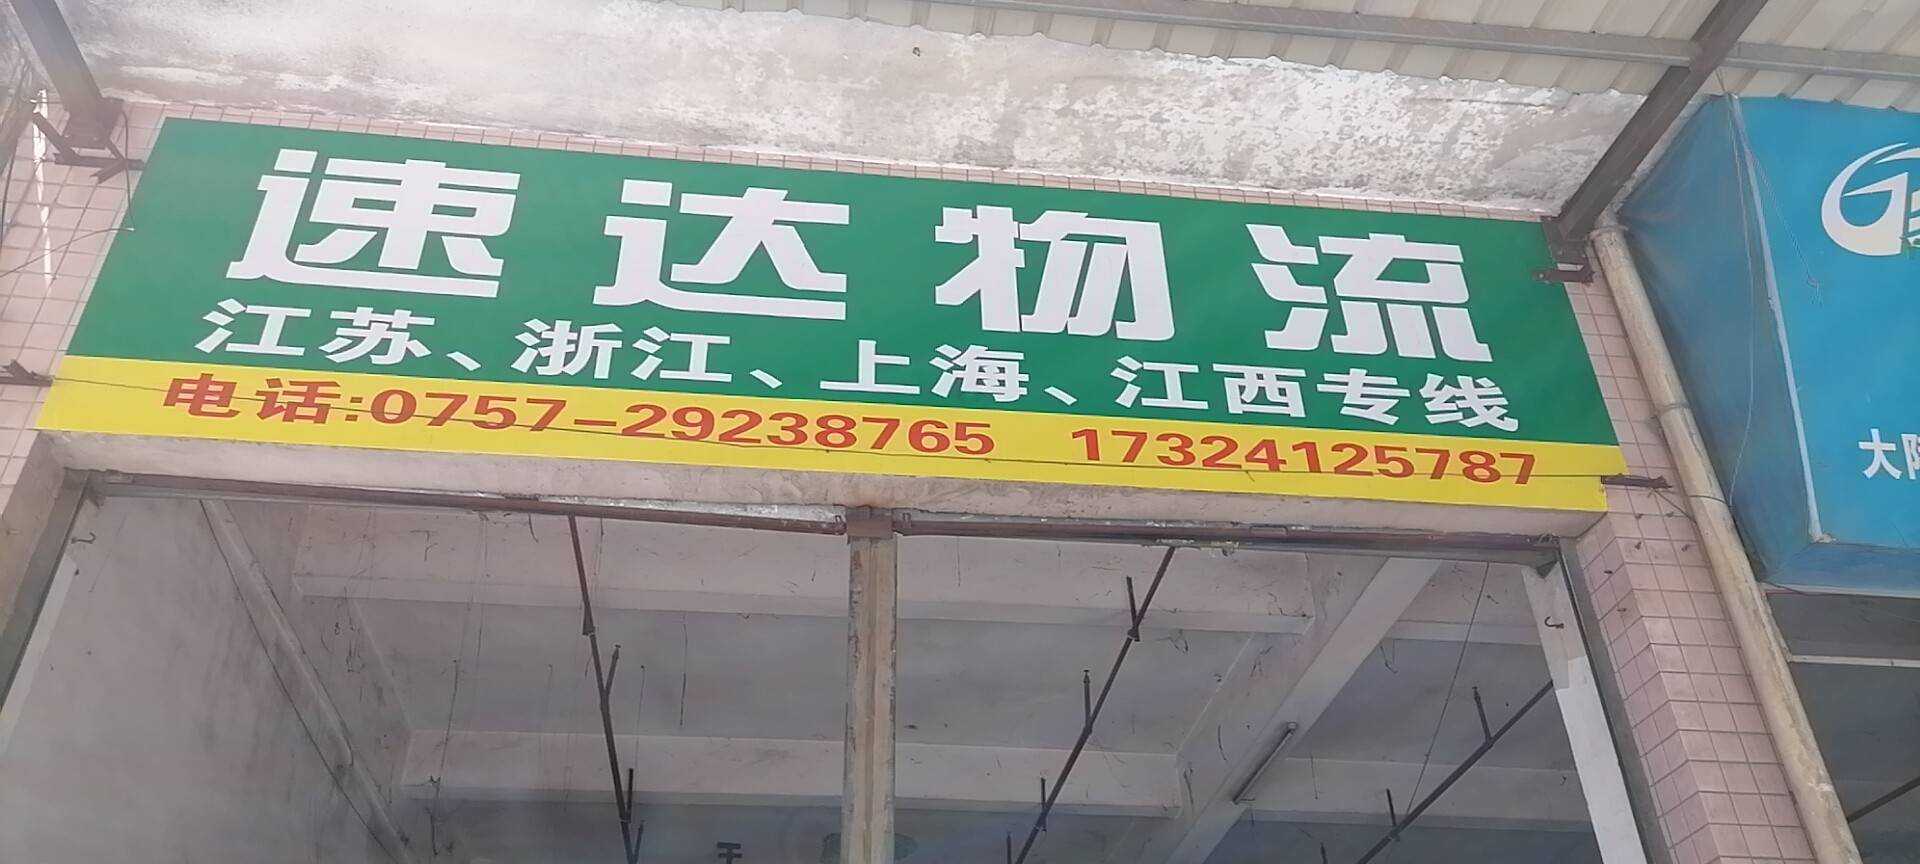 速达物流
江苏、浙江、上海、江西专线
电话:0757-29238765 17324125787
大